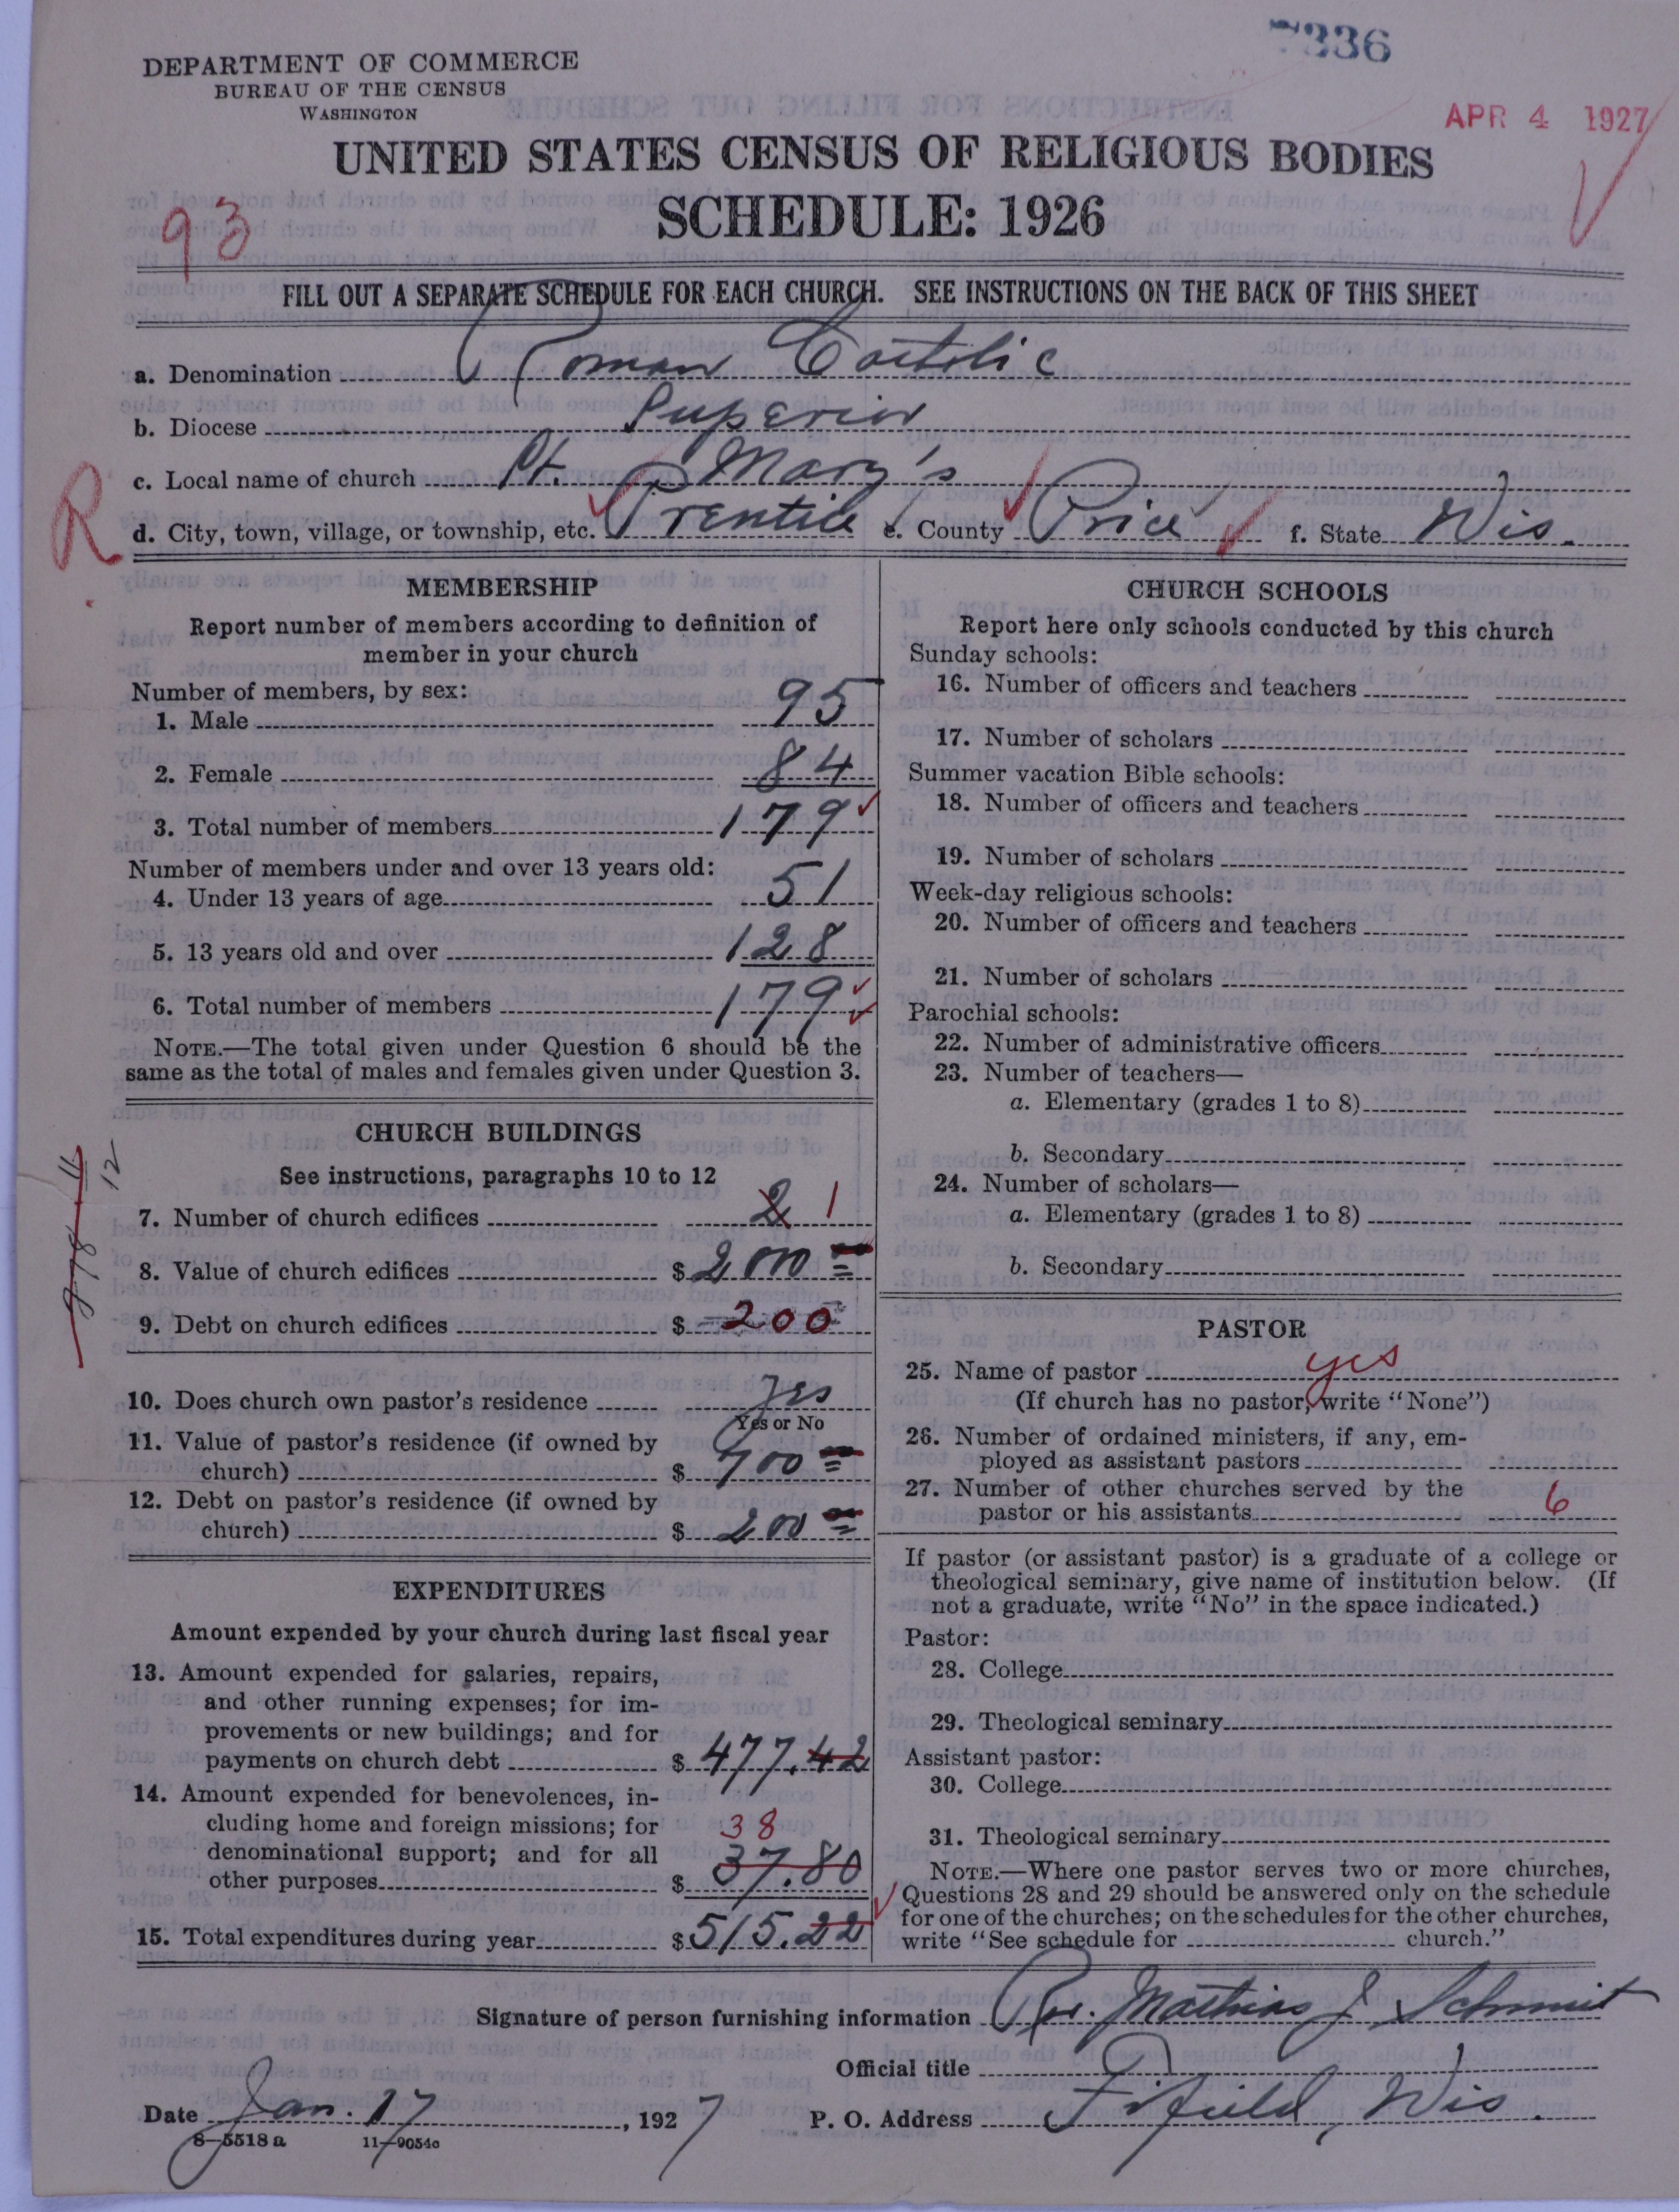 7336
DEPARTMENT OF COMMERCE
BUREAU OF THE CENSUS
WASHINGTON
APR 4 1927
UNITED STATES CENSUS OF RELIGIOUS BODIES
SCHEDULE: 1926
93
FILL OUT A SEPARATE SCHEDULE FOR EACH CHURCH. SEE INSTRUCTIONS ON THE BACK OF THIS SHEET
a. Denomination Roman Catholic
b. Diocese Superior
c. Local name of church St. Mary's
R
d. City, town, village, or township, etc. Prentice e. County Price f. State Wis.
MEMBERSHIP
Report number of members according to definition of
member in your church
Number of members, by sex:
1. Male 95
2. Female 84
3. Total number of members 179
Number of members under and over 13 years old:
4. Under 13 years of age 51
5. 13 years old and over 128
6. Total number of members 179
NOTE.—The total given under Question 6 should be the
same as the total of males and females given under Question 3.
CHURCH BUILDINGS
See instructions, paragraphs 10 to 12
12
7. Number of church edifices 2 1
8. Value of church edifices $ 2000
9. Debt on church edifices $ 200
10. Does church own pastor's residence yes
Yes or No
11. Value of pastor's residence (if owned by
church) $ 700
12. Debt on pastor's residence (if owned by
church) $ 200
EXPENDITURES
Amount expended by your church during last fiscal year
13. Amount expended for salaries, repairs,
and other running expenses; for im-
provements or new buildings; and for
payments on church debt $ 477.42
14. Amount expended for benevolences, in-
cluding home and foreign missions; for 38
denominational support; and for all
other purposes $ 37.80
15. Total expenditures during year $ 515.22
CHURCH SCHOOLS
Report here only schools conducted by this church
Sunday schools:
16. Number of officers and teachers
17. Number of scholars
Summer vacation Bible schools:
18. Number of officers and teachers
19. Number of scholars
Week-day religious schools:
20. Number of officers and teachers
21. Number of scholars
Parochial schools:
22. Number of administrative officers
23. Number of teachers—
a. Elementary (grades 1 to 8)
b. Secondary
24. Number of scholars—
a. Elementary (grades 1 to 8)
b. Secondary
PASTOR
25. Name of pastor yes
(If church has no pastor, write "None")
26. Number of ordained ministers, if any, em-
ployed as assistant pastors
27. Number of other churches served by the
pastor or his assistants 6
If pastor (or assistant pastor) is a graduate of a college or
theological seminary, give name of institution below. (If
not a graduate, write "No" in the space indicated.)
Pastor:
28. College
29. Theological seminary
Assistant pastor:
30. College
31. Theological seminary
NOTE.—Where one pastor serves two or more churches,
Questions 28 and 29 should be answered only on the schedule
for one of the churches; on the schedules for the other churches,
write "See schedule for church."
Signature of person furnishing information Rev. Mathias J Schmit
Official title
Date Jan. 17, 1927 P. O. Address Fifield, Wis.
8—5518a 11—9054c